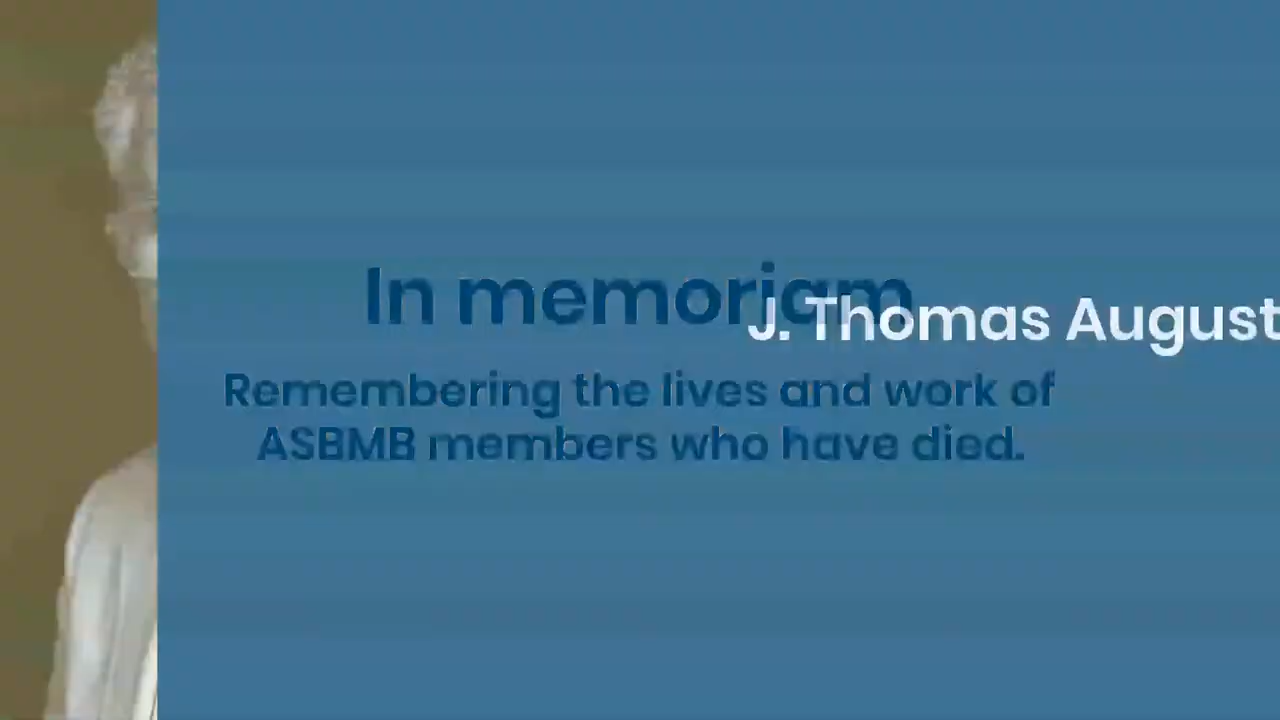 In memoriam
J. Thomas August
Remembering the lives and work of
ASBMB members who have died.